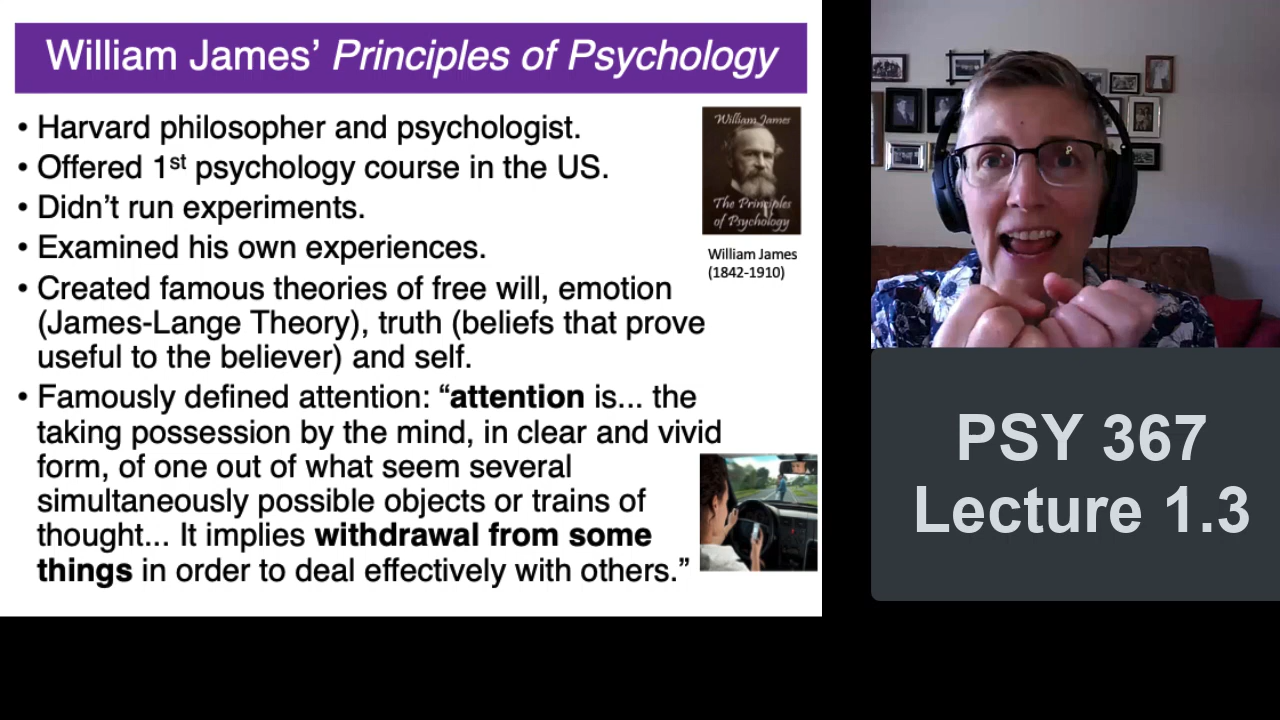 William James’ Principles of Psychology
• Harvard philosopher and psychologist.
• Offered 1st psychology course in the US.
• Didn’t run experiments.
• Examined his own experiences.
• Created famous theories of free will, emotion
(James-Lange Theory), truth (beliefs that prove
useful to the believer) and self.
• Famously defined attention: “attention is... the
taking possession by the mind, in clear and vivid
form, of one out of what seem several
simultaneously possible objects or trains of
thought... It implies withdrawal from some
things in order to deal effectively with others.”
William James
The Principles
of Psychology
William James
(1842-1910)
PSY 367
Lecture 1.3